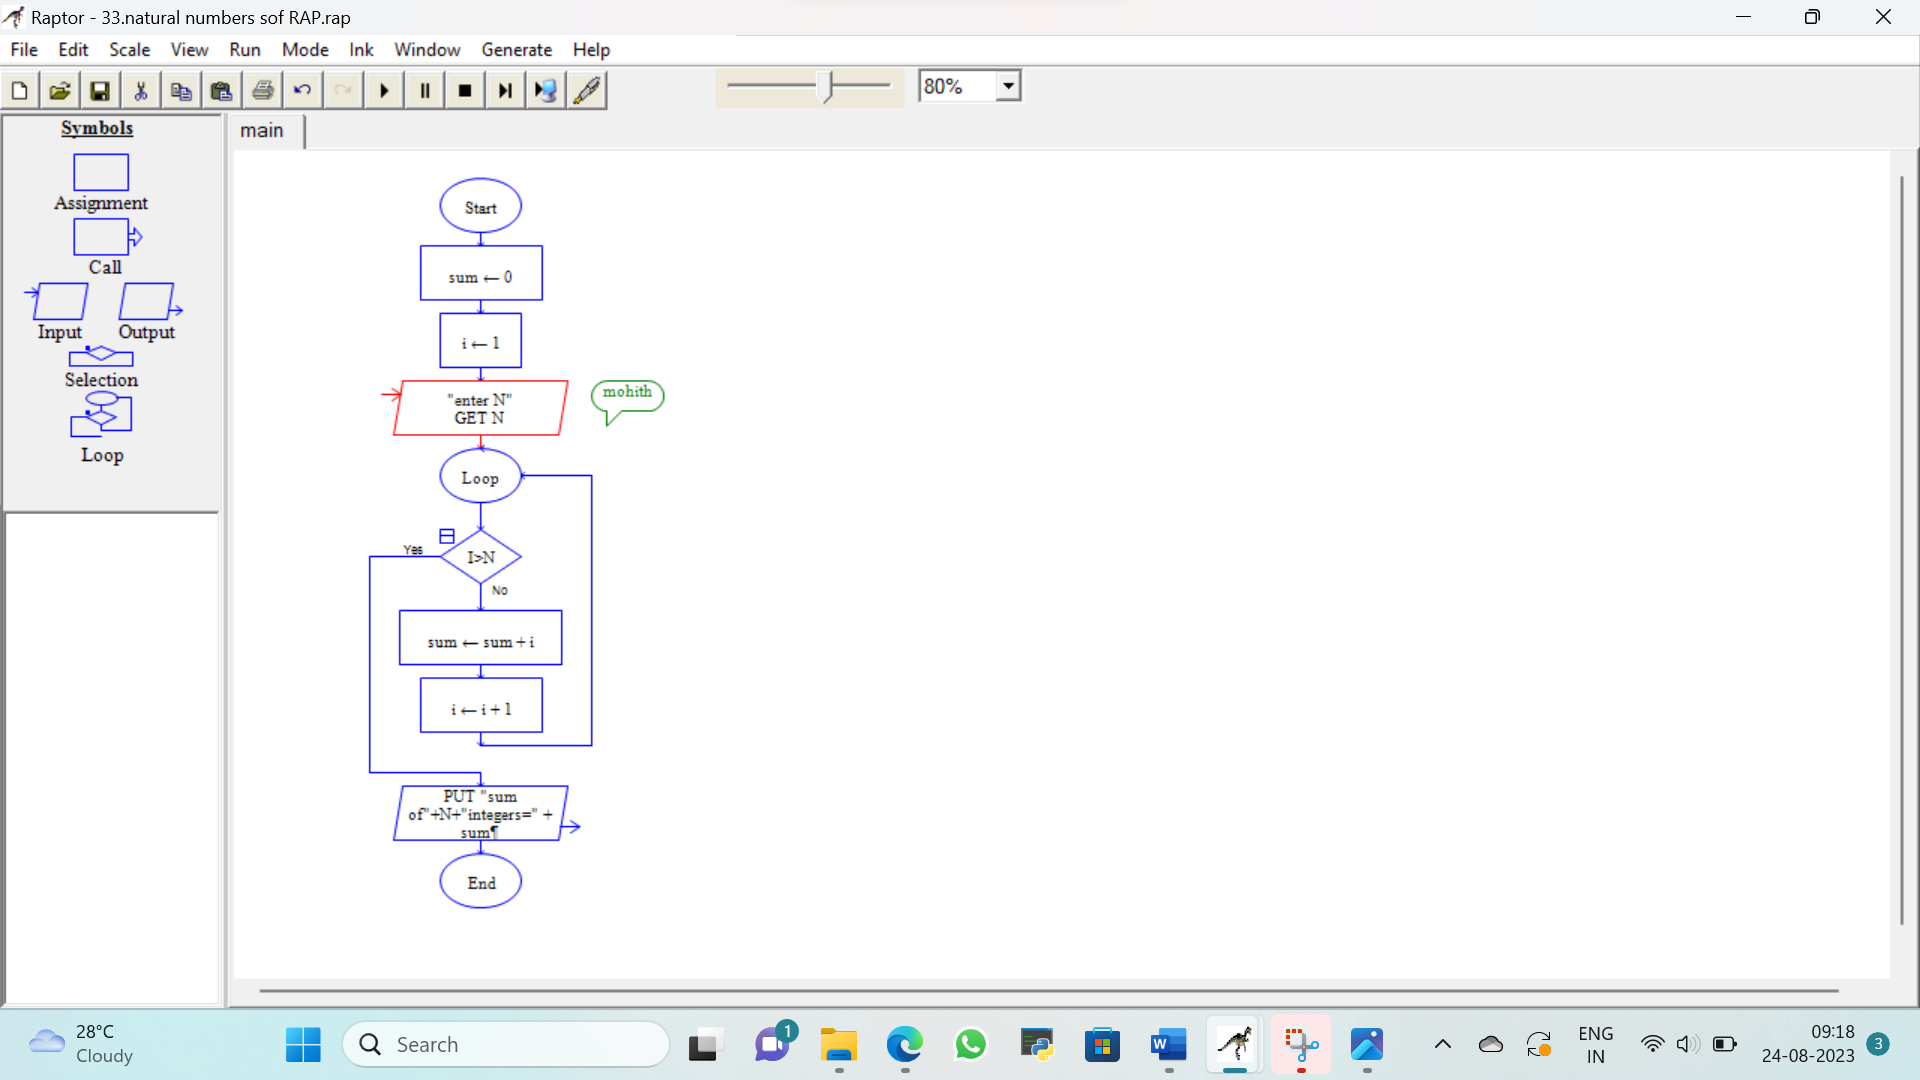 Raptor - 33.natural numbers sof RAP.rap
File Edit Scale View Run Mode Ink Window Generate Help
80%
Symbols
Assignment
Call
Input Output
Selection
Loop
main
Start
sum ← 0
i ← 1
"enter N"
GET N
mohith
Loop
Yes
I>N
No
sum ← sum + i
i ← i + 1
PUT "sum
of"+N+"integers=" +
sum¶
End
28°C
Cloudy
Search
1
W
ENG
IN
09:18
24-08-2023
3